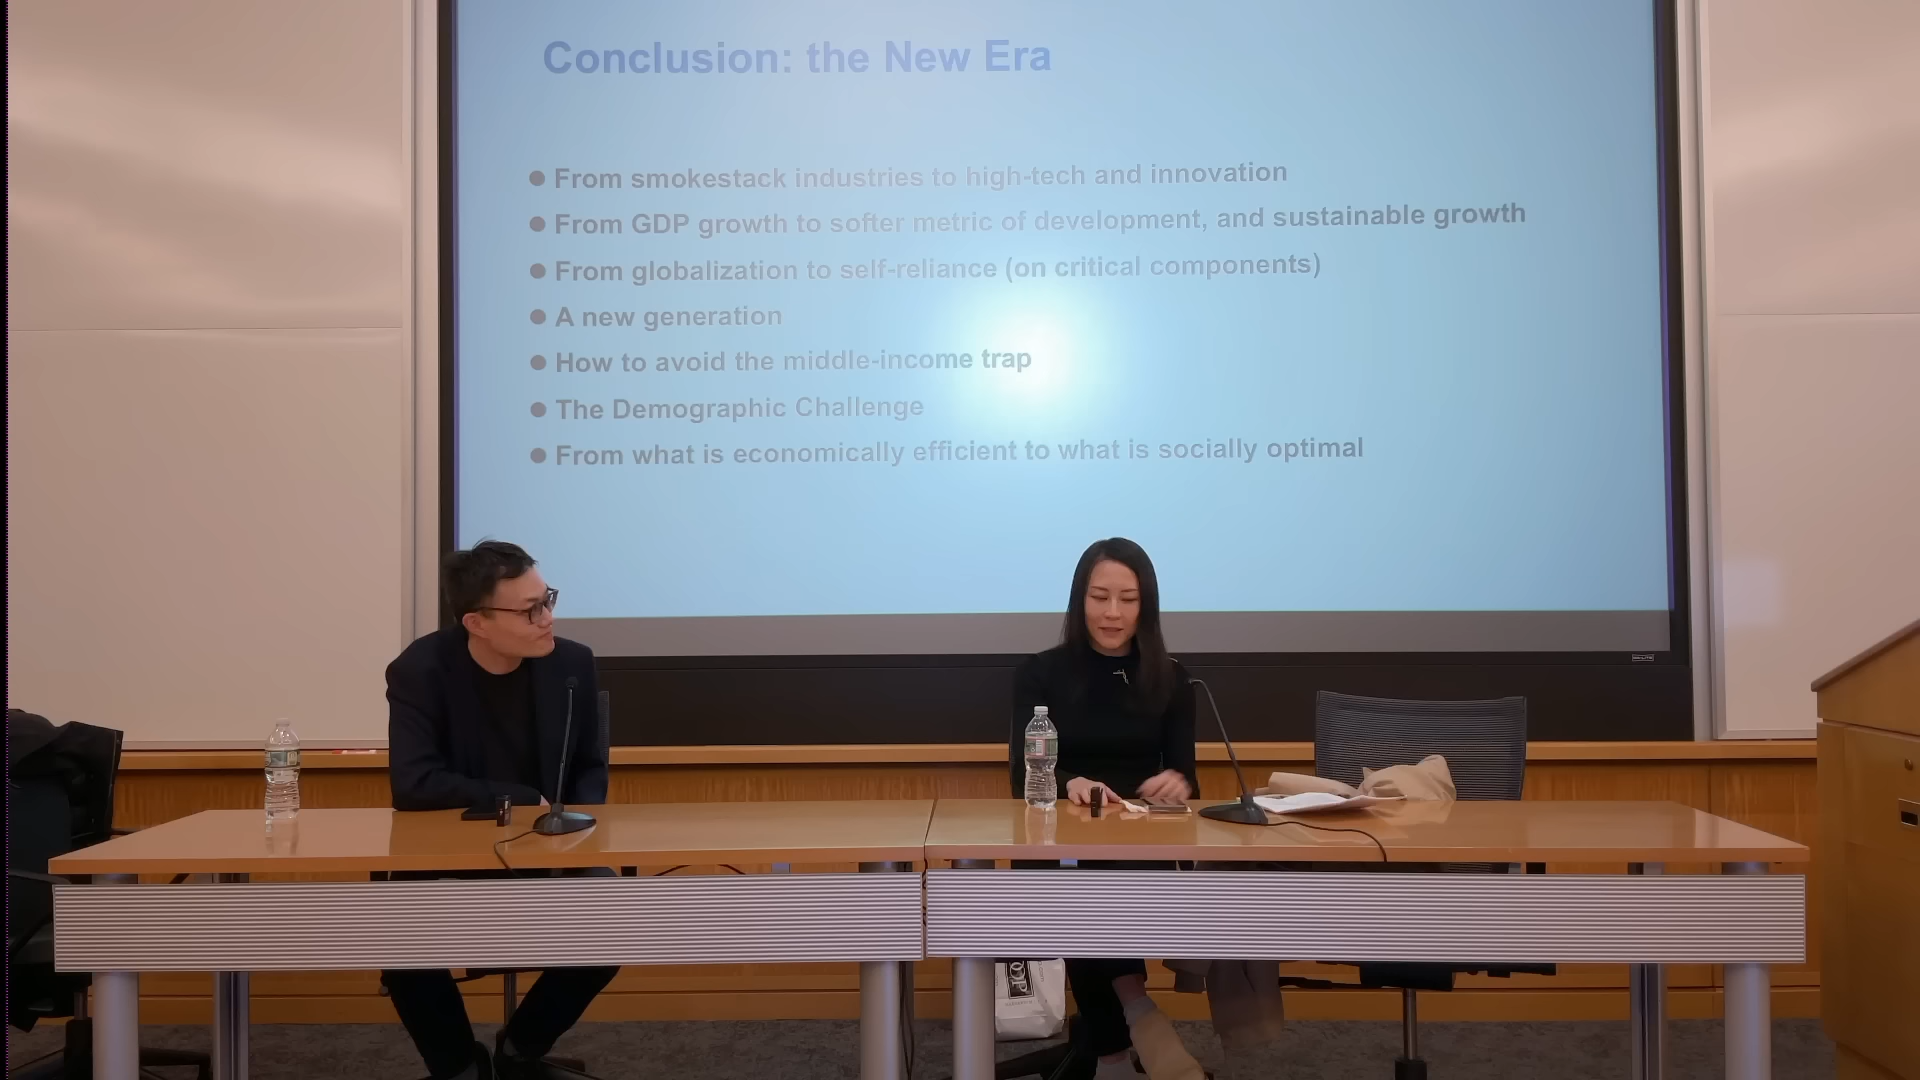 Conclusion: the New Era
From smokestack industries to high-tech and innovation
From GDP growth to softer metric of development, and sustainable growth
From globalization to self-reliance (on critical components)
A new generation
How to avoid the middle-income trap
The Demographic Challenge
From what is economically efficient to what is socially optimal